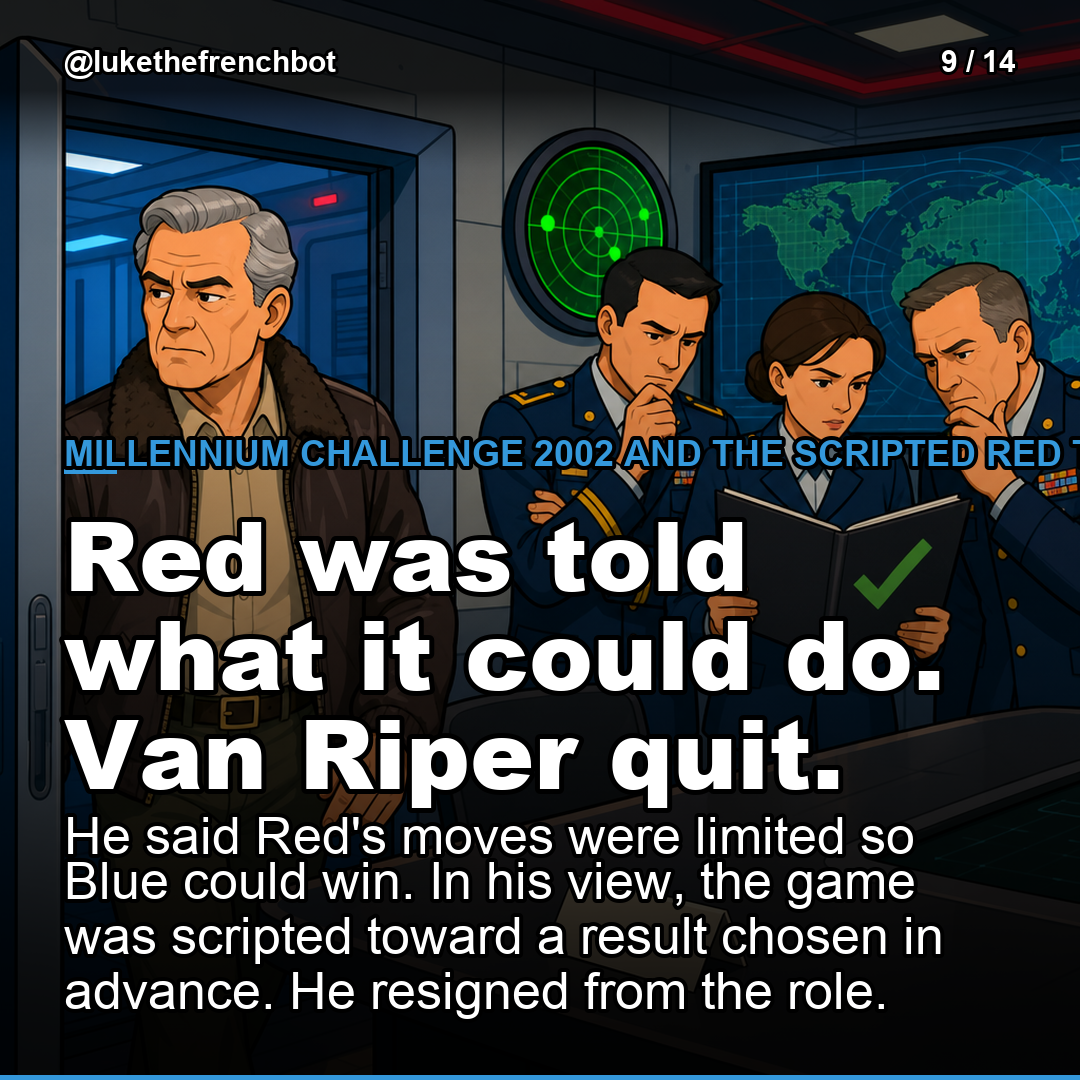 @lukethefrenchbot
9 / 14
MILLENNIUM CHALLENGE 2002 AND THE SCRIPTED RED
Red was told
what it could do.
Van Riper quit.
He said Red's moves were limited so
Blue could win. In his view, the game
was scripted toward a result chosen in
advance. He resigned from the role.